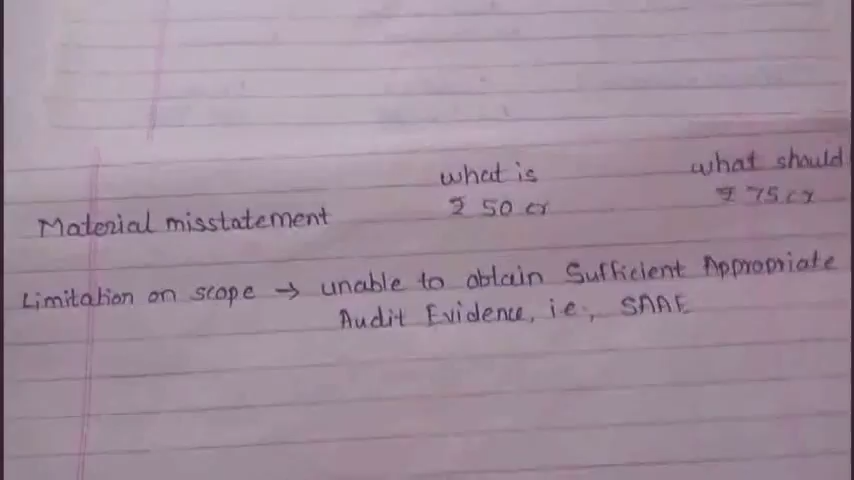 what is what should
Material misstatement ₹ 50 cr ₹ 75 cr
Limitation on scope → unable to obtain Sufficient Appropriate
Audit Evidence, i.e., SAAE